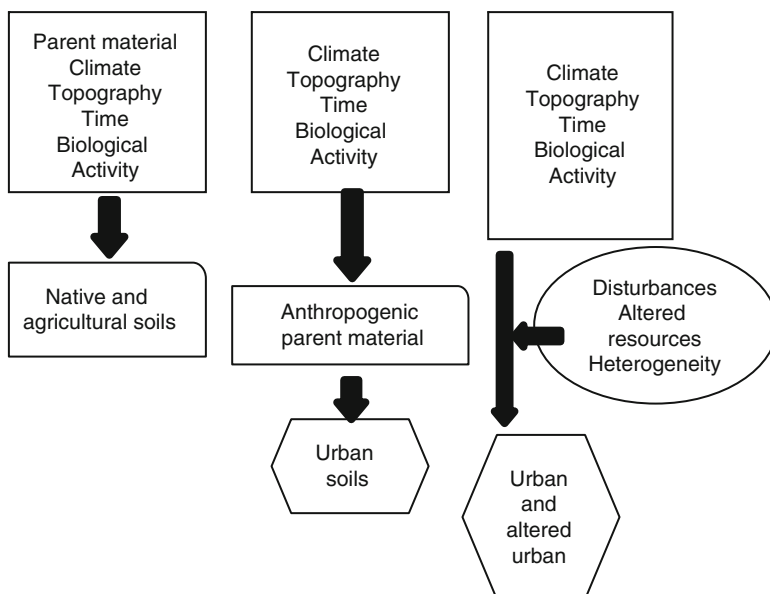 Parent material
Climate
Topography
Time
Biological
Activity
Native and
agricultural soils
Climate
Topography
Time
Biological
Activity
Anthropogenic
parent material
Urban
soils
Climate
Topography
Time
Biological
Activity
Disturbances
Altered
resources
Heterogeneity
Urban
and
altered
urban